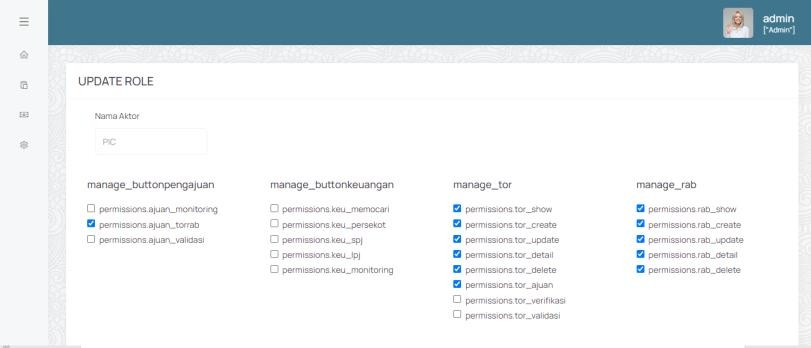 admin
["Admin"]
UPDATE ROLE
Nama Aktor
PIC
manage_buttonpengajuan
permissions.ajuan_monitoring
permissions.ajuan_torrab
permissions.ajuan_validasi
manage_buttonkeuangan
permissions.keu_memocari
permissions.keu_persekot
permissions.keu_spj
permissions.keu_lpj
permissions.keu_monitoring
manage_tor
permissions.tor_show
permissions.tor_create
permissions.tor_update
permissions.tor_detail
permissions.tor_delete
permissions.tor_ajuan
permissions.tor_verifikasi
permissions.tor_validasi
manage_rab
permissions.rab_show
permissions.rab_create
permissions.rab_update
permissions.rab_detail
permissions.rab_delete